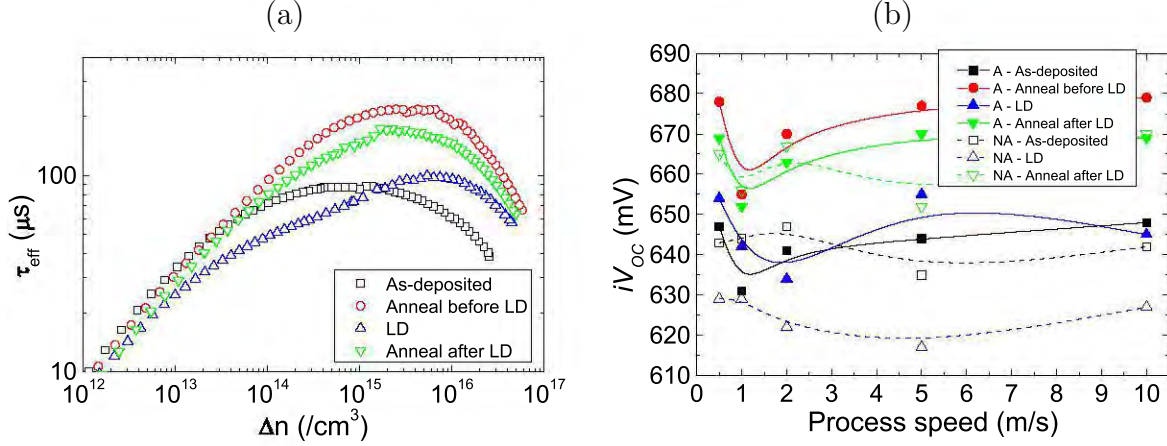 (a)
(b)
100
10
τeff (µs)
10^12
10^13
10^14
10^15
10^16
10^17
Δn (/cm^3)
As-deposited
Anneal before LD
LD
Anneal after LD
690
680
670
660
650
640
630
620
610
iVOC (mV)
0
1
2
3
4
5
6
7
8
9
10
Process speed (m/s)
A - As-deposited
A - Anneal before LD
A - LD
A - Anneal after LD
NA - As-deposited
NA - LD
NA - Anneal after LD